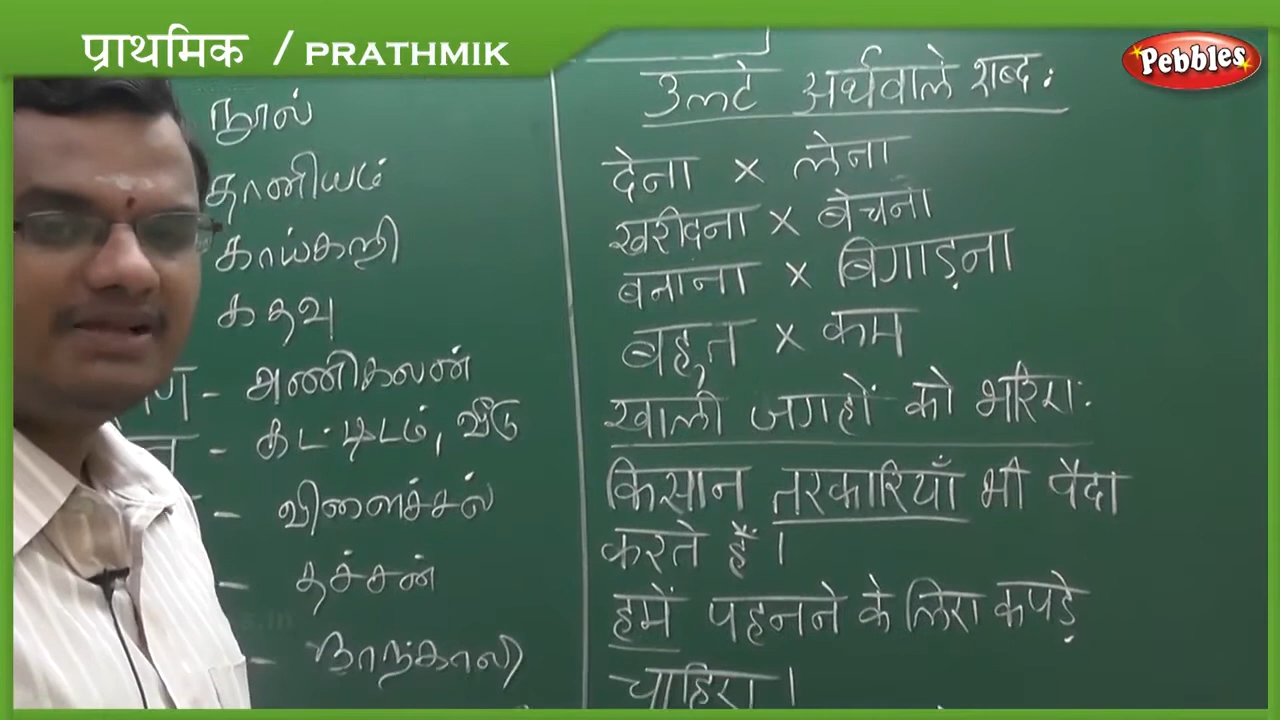 प्राथमिक / PRATHMIK
Pebbles
நூல்
தானியம்
காய்கறி
கதவு
- அணிகலன்
- கட்டிடம், வீடு
- விளைச்சல்
- தச்சன்
- நாற்காலி
उलटे अर्थवाले शब्द:
देना × लेना
खरीदना × बेचना
बनाना × बिगाड़ना
बहुत × कम
खाली जगहों को भरिए:
किसान तरकारियाँ भी पैदा
करते हैं।
हमें पहनने के लिए कपड़े
चाहिए।